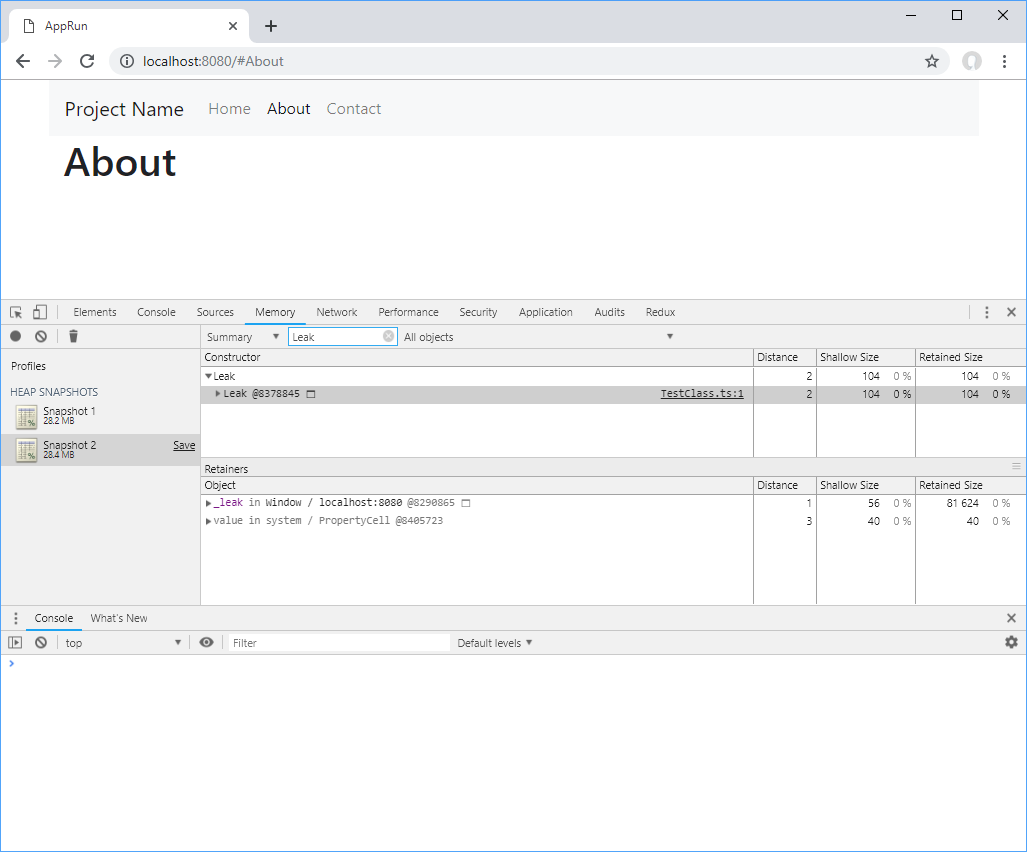 AppRun
localhost:8080/#About
Project Name Home About Contact
About
Elements Console Sources Memory Network Performance Security Application Audits Redux
Summary Leak All objects
Profiles
HEAP SNAPSHOTS
Snapshot 1
28.2 MB
Snapshot 2 Save
28.4 MB
Constructor Distance Shallow Size Retained Size
Leak 2 104 0 % 104 0 %
Leak @8378845 TestClass.ts:1 2 104 0 % 104 0 %
Retainers
Object Distance Shallow Size Retained Size
_leak in Window / localhost:8080 @8290865 1 56 0 % 81 624 0 %
value in system / PropertyCell @8405723 3 40 0 % 40 0 %
Console What's New
top Filter Default levels